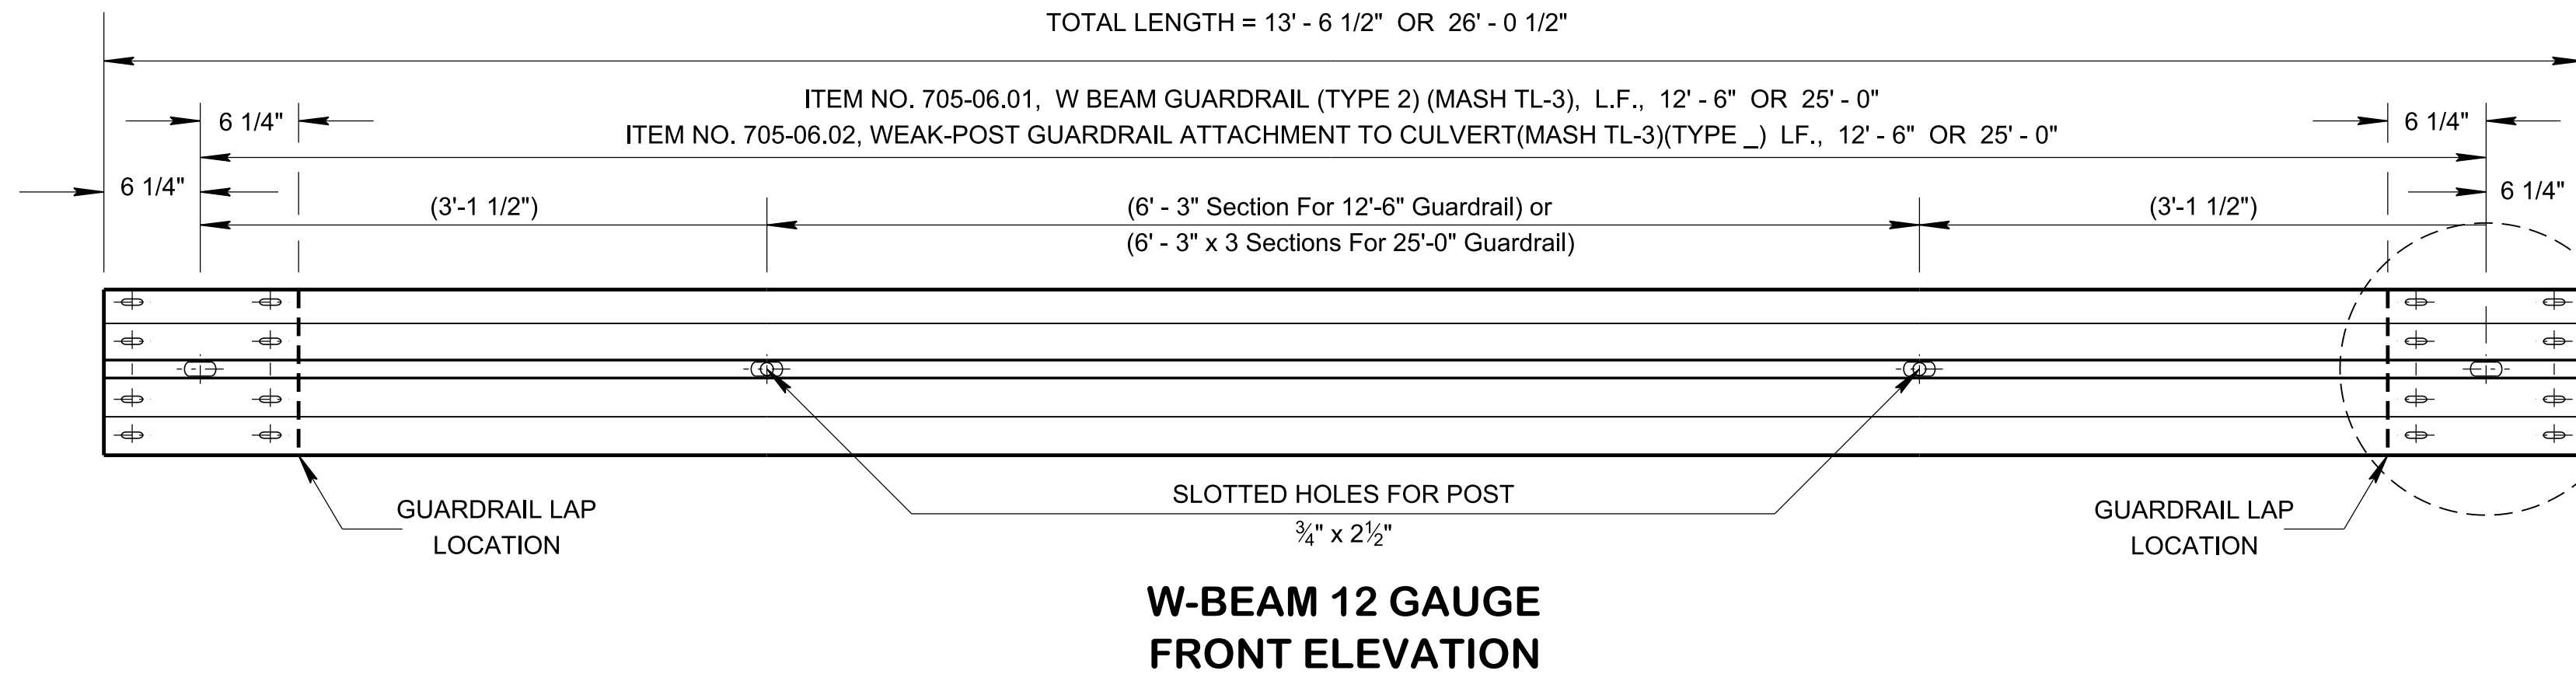 TOTAL LENGTH = 13' - 6 1/2" OR 26' - 0 1/2"
ITEM NO. 705-06.01, W BEAM GUARDRAIL (TYPE 2) (MASH TL-3), L.F., 12' - 6" OR 25' - 0"
6 1/4"
6 1/4"
ITEM NO. 705-06.02, WEAK-POST GUARDRAIL ATTACHMENT TO CULVERT(MASH TL-3)(TYPE _) LF., 12' - 6" OR 25' - 0"
6 1/4"
6 1/4"
(3'-1 1/2")
(6' - 3" Section For 12'-6" Guardrail) or
(3'-1 1/2")
(6' - 3" x 3 Sections For 25'-0" Guardrail)
SLOTTED HOLES FOR POST
¾" x 2½"
GUARDRAIL LAP
LOCATION
GUARDRAIL LAP
LOCATION
W-BEAM 12 GAUGE
FRONT ELEVATION